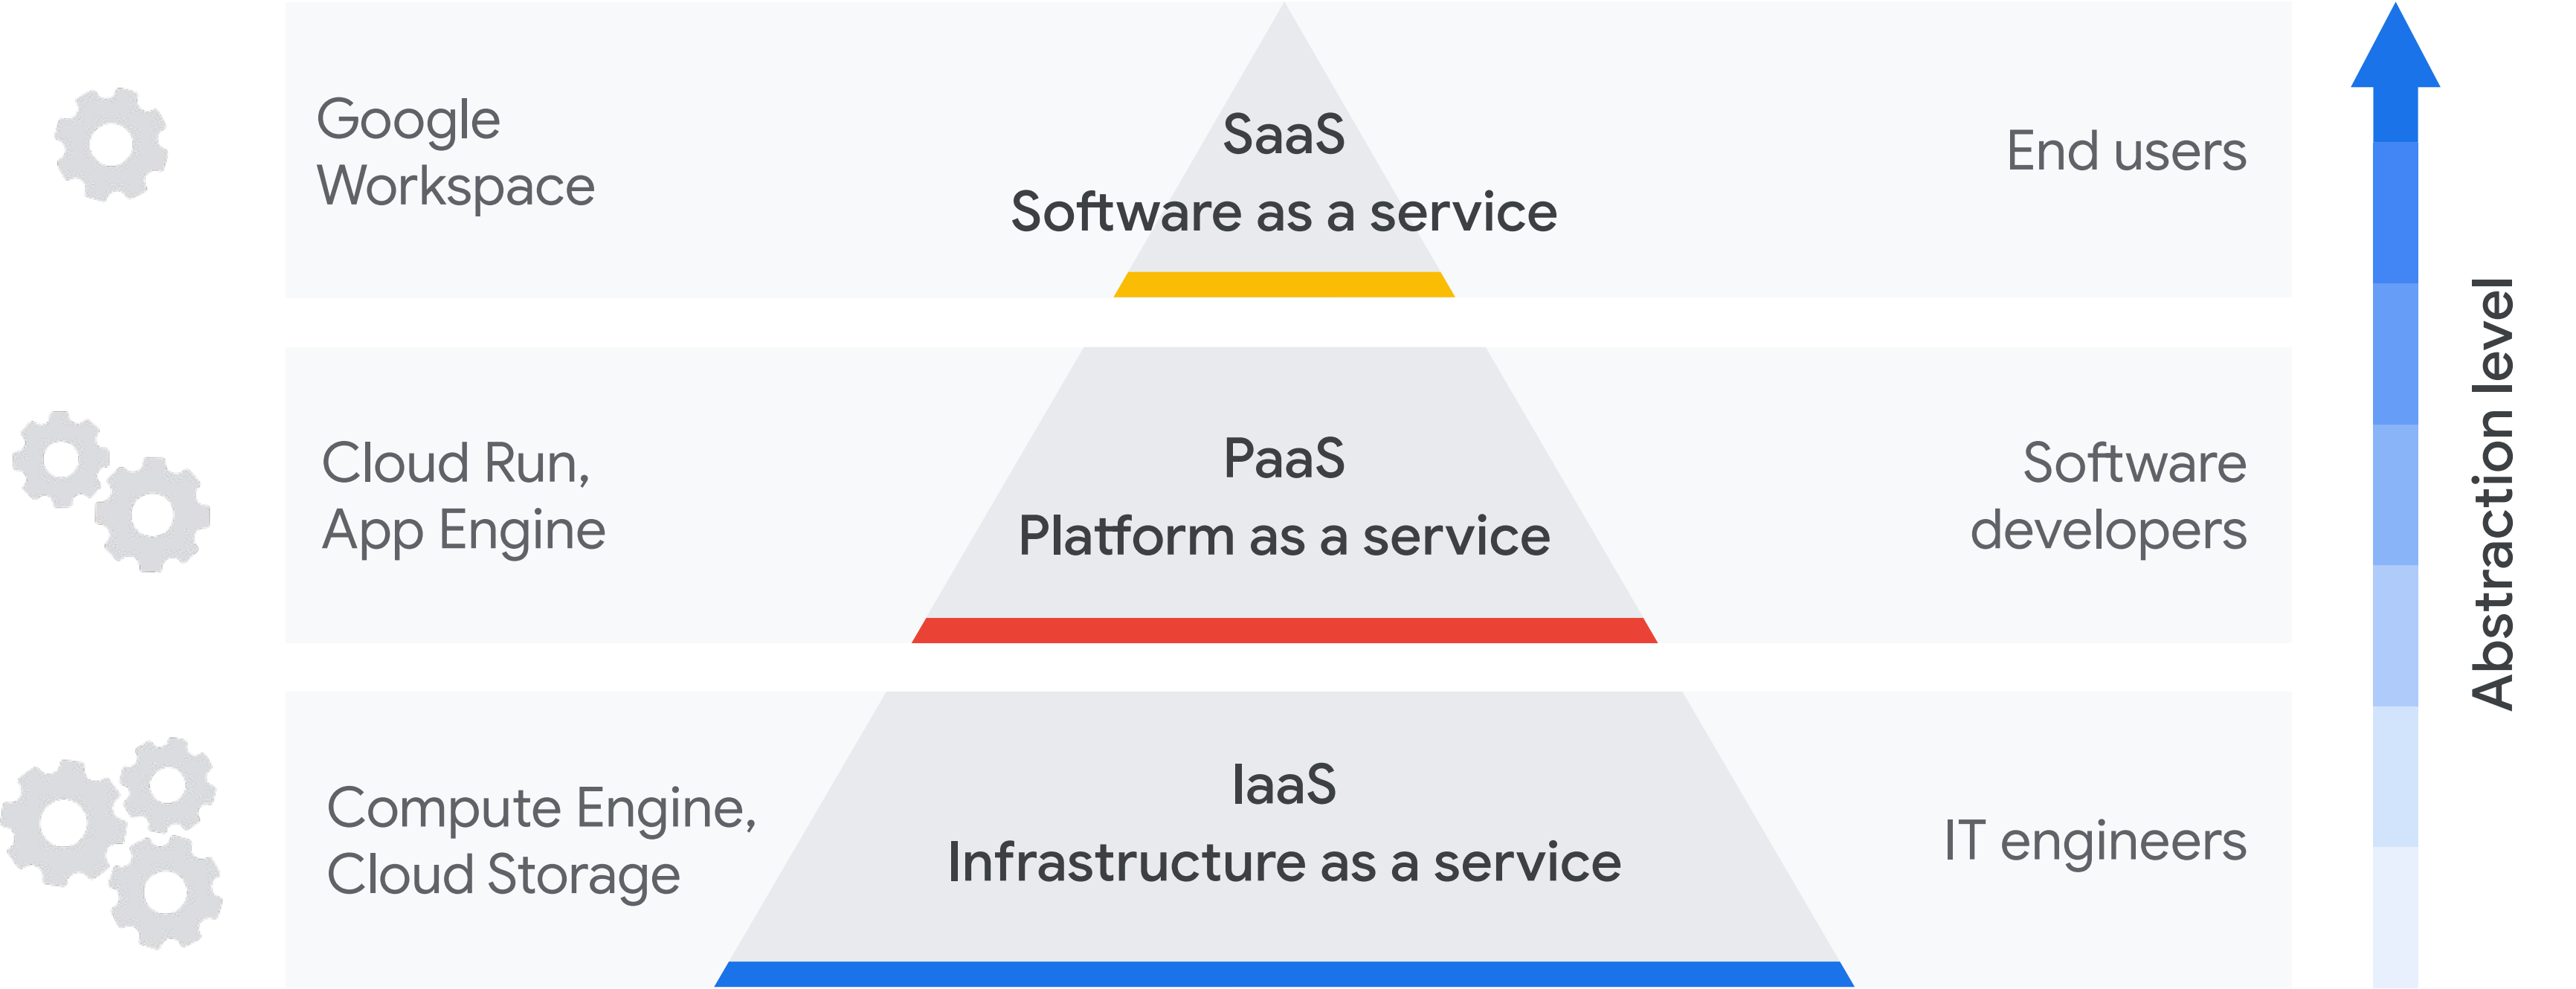 Google
Workspace
SaaS
Software as a service
End users
Cloud Run,
App Engine
PaaS
Platform as a service
Software
developers
Compute Engine,
Cloud Storage
IaaS
Infrastructure as a service
IT engineers
Abstraction level